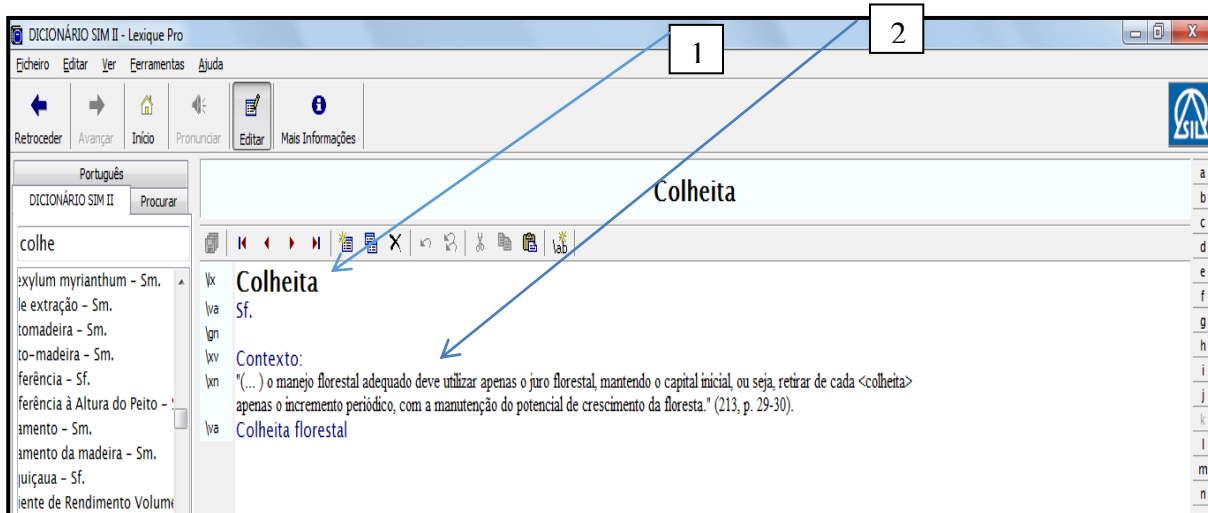 1
2
DICIONÁRIO SIM II - Lexique Pro
Ficheiro Editar Ver Ferramentas Ajuda
Retroceder Avançar Início Pronunciar Editar Mais Informações
SIL
Português
DICIONÁRIO SIM II Procurar
Colheita
colhe
exylum myrianthum – Sm.
le extração – Sm.
tomadeira – Sm.
to-madeira – Sm.
ferência – Sf.
ferência à Altura do Peito –
amento – Sm.
amento da madeira – Sm.
uiçaua – Sf.
iente de Rendimento Volume
\ab
\lx Colheita
\va Sf.
\gn
\xv Contexto:
\xn "(... ) o manejo florestal adequado deve utilizar apenas o juro florestal, mantendo o capital inicial, ou seja, retirar de cada <colheita>
apenas o incremento periódico, com a manutenção do potencial de crescimento da floresta." (213, p. 29-30).
\va Colheita florestal
a
b
c
d
e
f
g
h
i
j
k
l
m
n